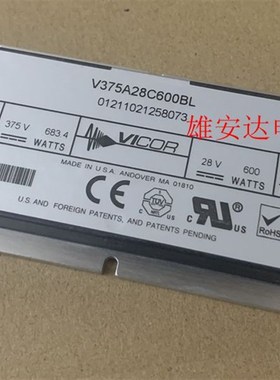 V375A28C600BL
01211021258073
雄安达
375 V 683.4 WATTS
VICOR
28 V 600 WATTS
MADE IN U.S.A. ANDOVER MA 01810
U.S. AND FOREIGN PATENTS, AND PATENTS PENDING
RoHS